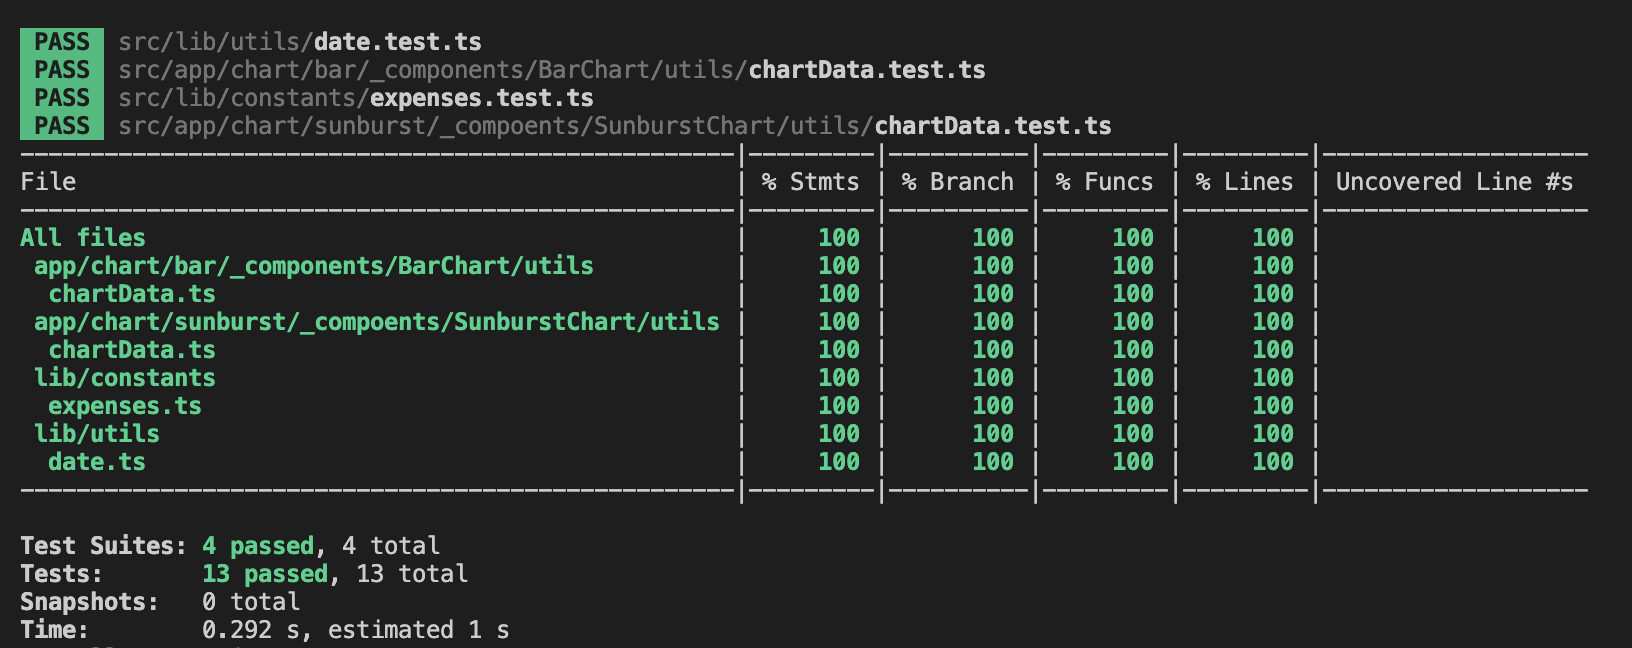 PASS src/lib/utils/date.test.ts
PASS src/app/chart/bar/_components/BarChart/utils/chartData.test.ts
PASS src/lib/constants/expenses.test.ts
PASS src/app/chart/sunburst/_compoents/SunburstChart/utils/chartData.test.ts
File | % Stmts | % Branch | % Funcs | % Lines | Uncovered Line #s
All files | 100 | 100 | 100 | 100 |
app/chart/bar/_components/BarChart/utils | 100 | 100 | 100 | 100 |
chartData.ts | 100 | 100 | 100 | 100 |
app/chart/sunburst/_compoents/SunburstChart/utils | 100 | 100 | 100 | 100 |
chartData.ts | 100 | 100 | 100 | 100 |
lib/constants | 100 | 100 | 100 | 100 |
expenses.ts | 100 | 100 | 100 | 100 |
lib/utils | 100 | 100 | 100 | 100 |
date.ts | 100 | 100 | 100 | 100 |
Test Suites: 4 passed, 4 total
Tests: 13 passed, 13 total
Snapshots: 0 total
Time: 0.292 s, estimated 1 s